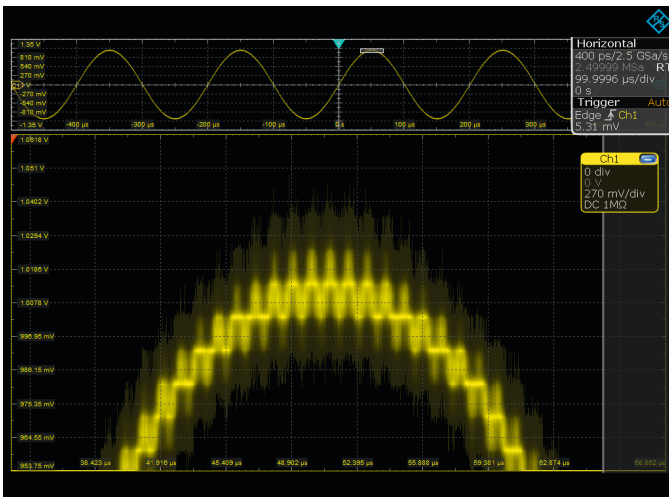 1.35 V
810 mV
540 mV
270 mV
-270 mV
-540 mV
-810 mV
-1.35 V
-400 µs
-300 µs
-200 µs
-100 µs
0 s
100 µs
200 µs
300 µs
Horizontal
400 ps/2.5 GSa/s
2.49999 MSa RT
99.9996 µs/div
0 s
Trigger Auto
Edge Ch1
5.31 mV
Ch1
0 div
0 V
270 mV/div
DC 1MΩ
1.0618 V
1.051 V
1.0402 V
1.0294 V
1.0186 V
1.0078 V
996.95 mV
986.15 mV
975.35 mV
964.55 mV
953.75 mV
38.423 µs
41.916 µs
45.409 µs
48.902 µs
52.395 µs
55.888 µs
59.381 µs
62.874 µs